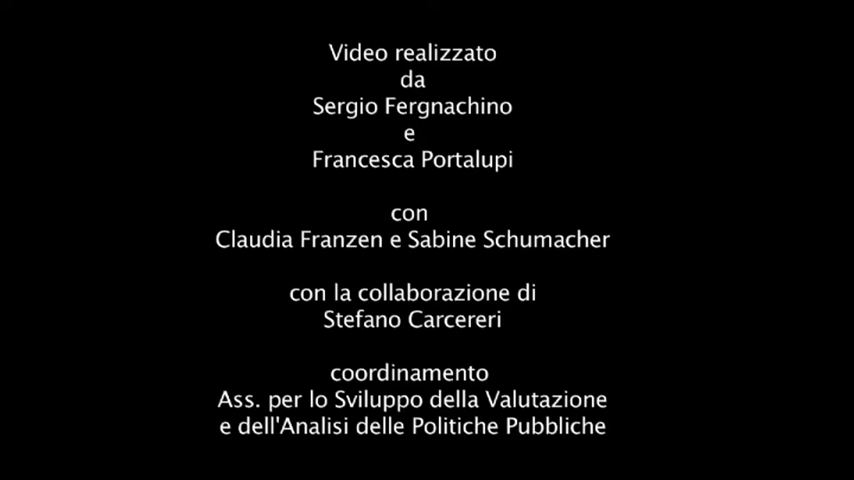 Video realizzato
da
Sergio Fergnachino
e
Francesca Portalupi
con
Claudia Franzen e Sabine Schumacher
con la collaborazione di
Stefano Carcereri
coordinamento
Ass. per lo Sviluppo della Valutazione
e dell'Analisi delle Politiche Pubbliche